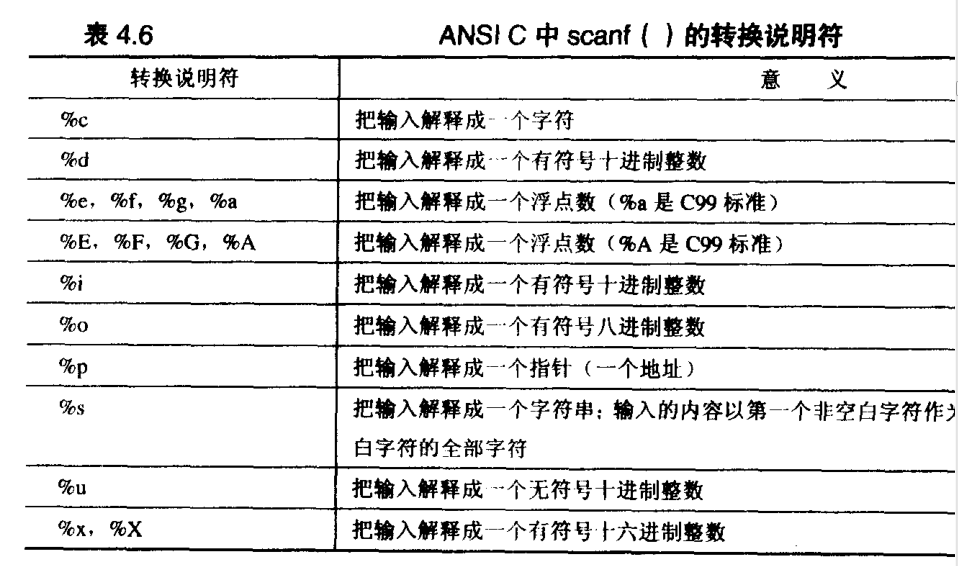 表 4.6 ANSI C 中 scanf ( ) 的转换说明符
转换说明符 意 义
%c 把输入解释成一个字符
%d 把输入解释成一个有符号十进制整数
%e，%f，%g，%a 把输入解释成一个浮点数（%a 是 C99 标准）
%E，%F，%G，%A 把输入解释成一个浮点数（%A 是 C99 标准）
%i 把输入解释成一个有符号十进制整数
%o 把输入解释成一个有符号八进制整数
%p 把输入解释成一个指针（一个地址）
%s 把输入解释成一个字符串；输入的内容以第一个非空白字符作
白字符的全部字符
%u 把输入解释成一个无符号十进制整数
%x，%X 把输入解释成一个有符号十六进制整数